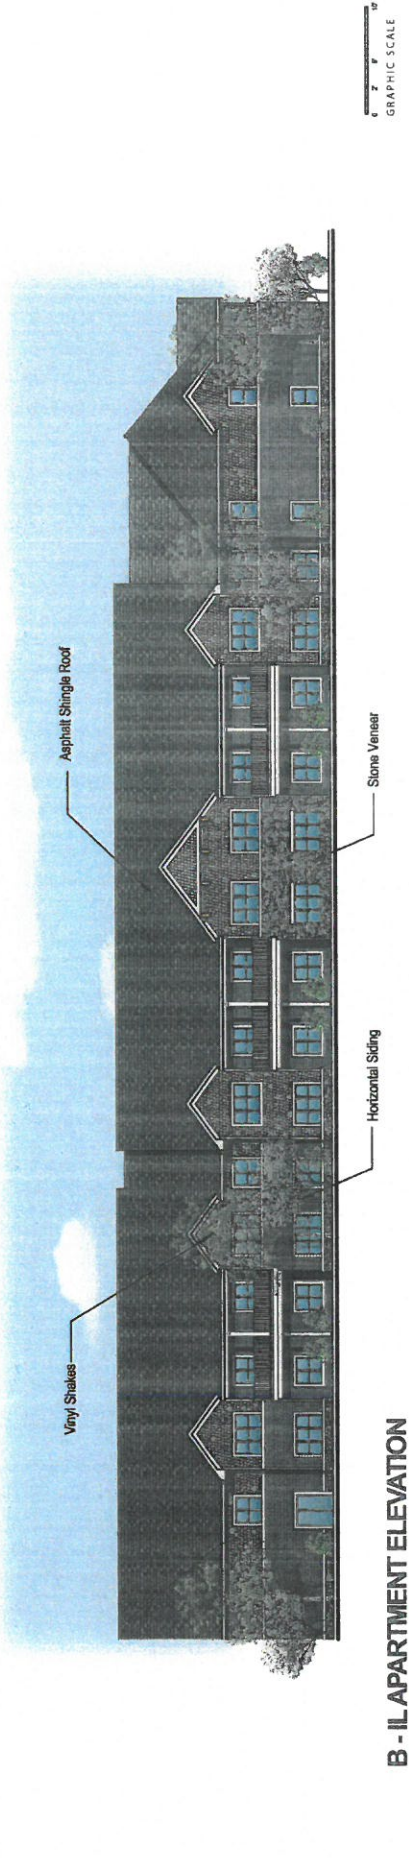 Vinyl Shakes
Asphalt Shingle Roof
Horizontal Siding
Stone Veneer
B - IL APARTMENT ELEVATION
GRAPHIC SCALE